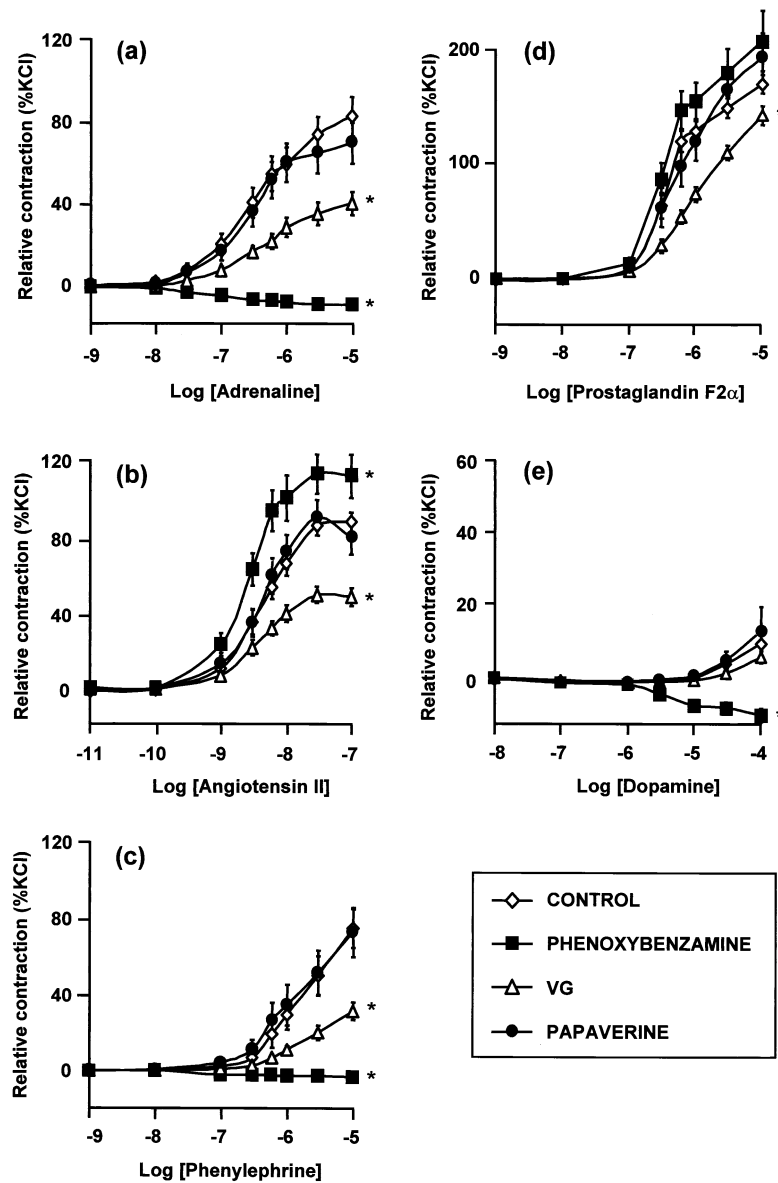 (a)
Relative contraction (%KCl)
120
80
40
0
*
*
-9 -8 -7 -6 -5
Log [Adrenaline]
(d)
Relative contraction (%KCl)
200
100
0
-9 -8 -7 -6 -5
Log [Prostaglandin F2α]
(b)
Relative contraction (%KCl)
120
80
40
0
*
*
-11 -10 -9 -8 -7
Log [Angiotensin II]
(e)
Relative contraction (%KCl)
60
40
20
0
-8 -7 -6 -5 -4
Log [Dopamine]
(c)
Relative contraction (%KCl)
120
80
40
0
*
*
-9 -8 -7 -6 -5
Log [Phenylephrine]
CONTROL
PHENOXYBENZAMINE
VG
PAPAVERINE